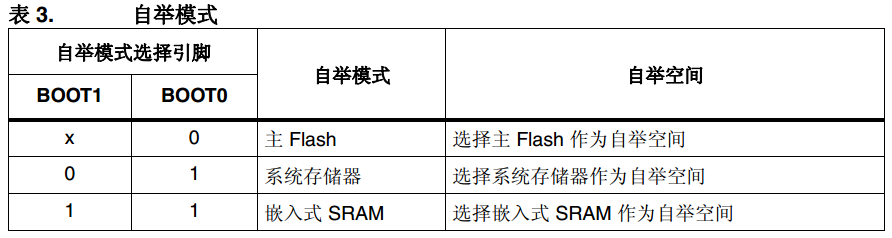 表 3. 自举模式
自举模式选择引脚 自举模式 自举空间
BOOT1 BOOT0
x 0 主 Flash 选择主 Flash 作为自举空间
0 1 系统存储器 选择系统存储器作为自举空间
1 1 嵌入式 SRAM 选择嵌入式 SRAM 作为自举空间